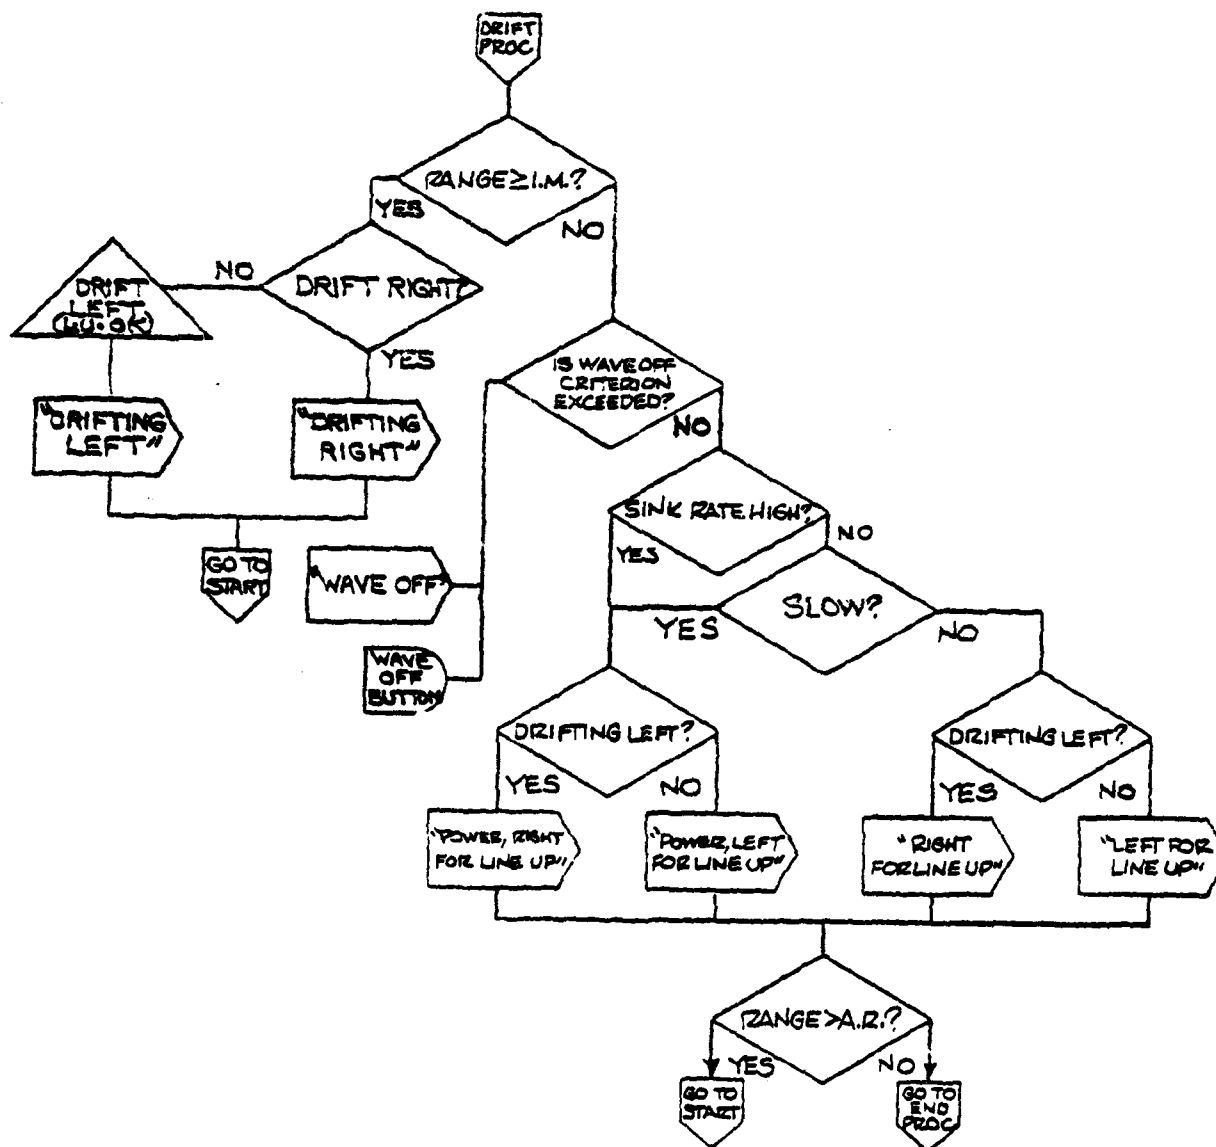 DRIFT
PROC
RANGE≥I.M.?
YES
NO
DRIFT RIGHT?
NO
YES
DRIFT
LEFT
(L.U. OK)
"DRIFTING
LEFT"
"DRIFTING
RIGHT"
GO TO
START
IS WAVE OFF
CRITERION
EXCEEDED?
NO
"WAVE OFF"
WAVE
OFF
BUTTON
SINK RATE HIGH?
YES
NO
SLOW?
YES
NO
DRIFTING LEFT?
YES
NO
DRIFTING LEFT?
YES
NO
"POWER, RIGHT
FOR LINE UP"
"POWER, LEFT
FOR LINE UP"
"RIGHT
FOR LINE UP"
"LEFT FOR
LINE UP"
RANGE>A.R.?
YES
NO
GO TO
START
GO TO
END
PROC